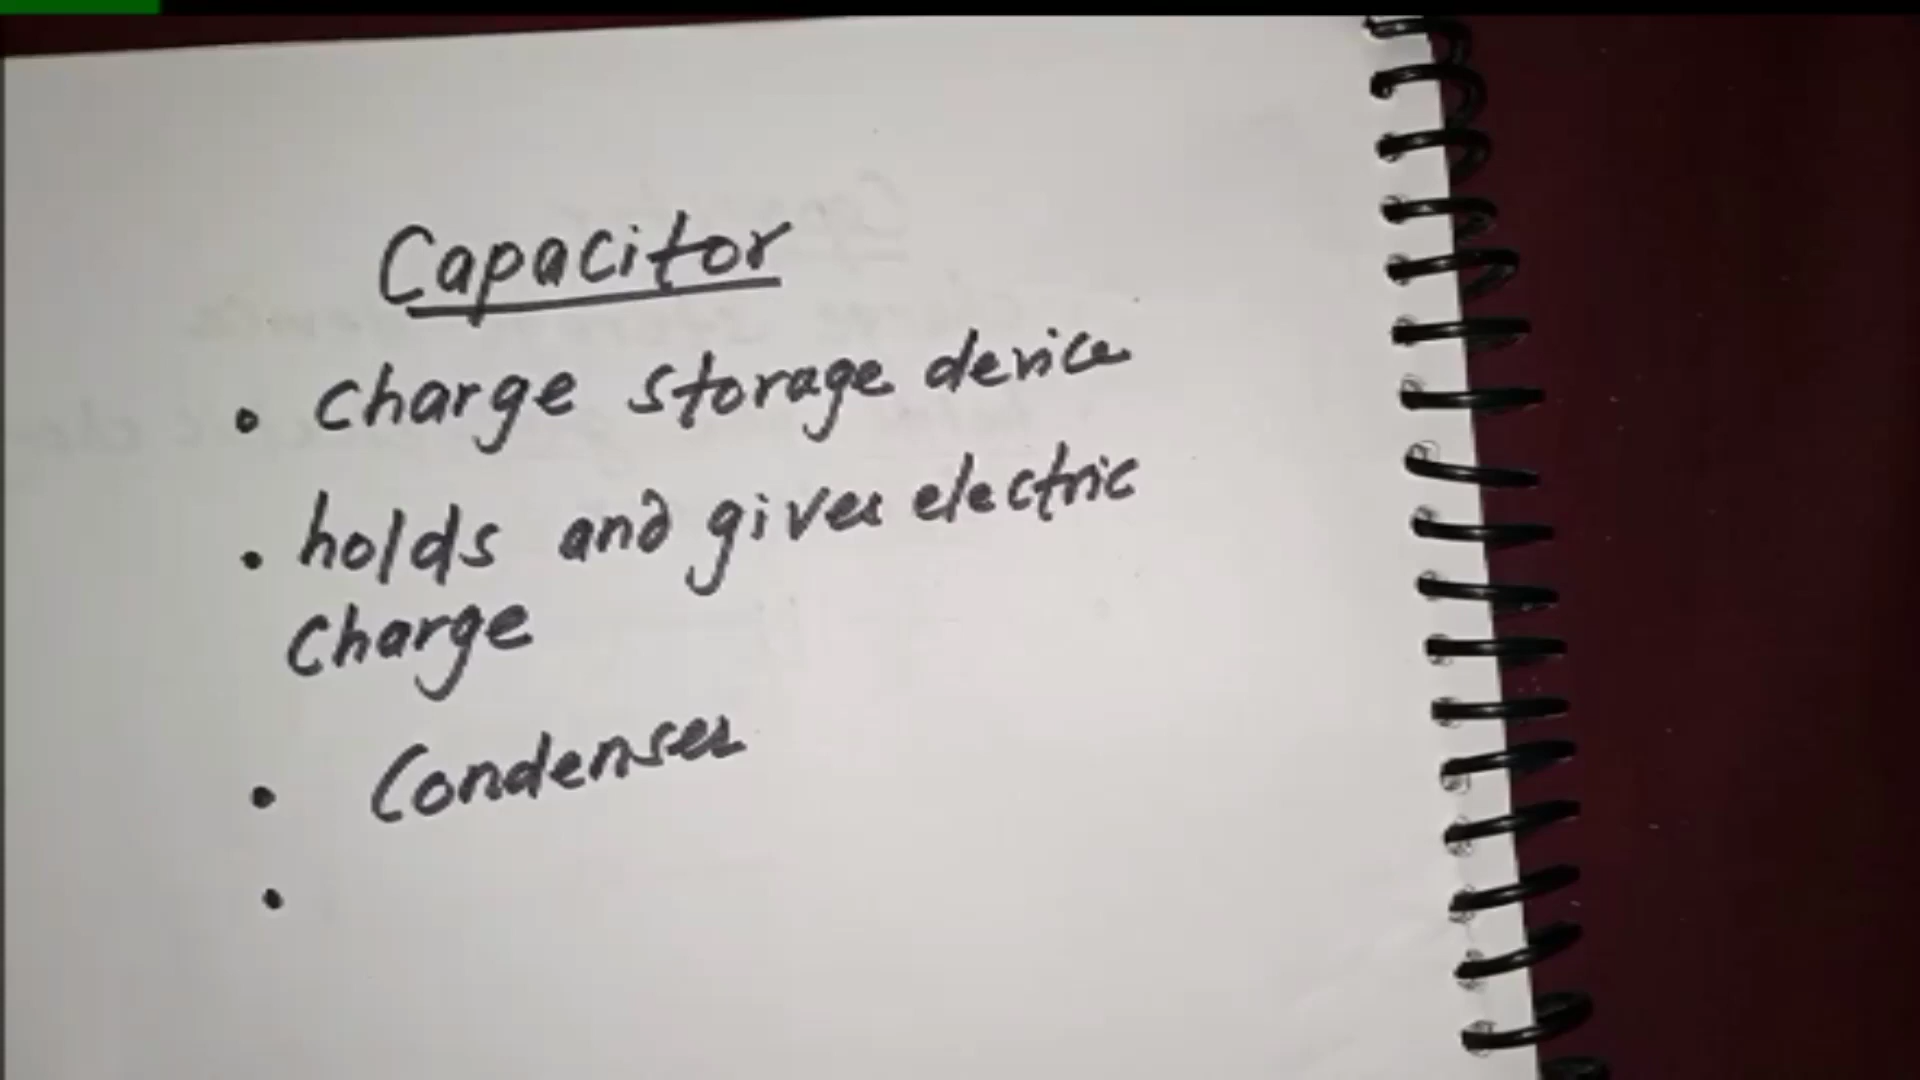 Capacitor
• Charge storage device
• holds and gives electric
charge
• Condenser
•